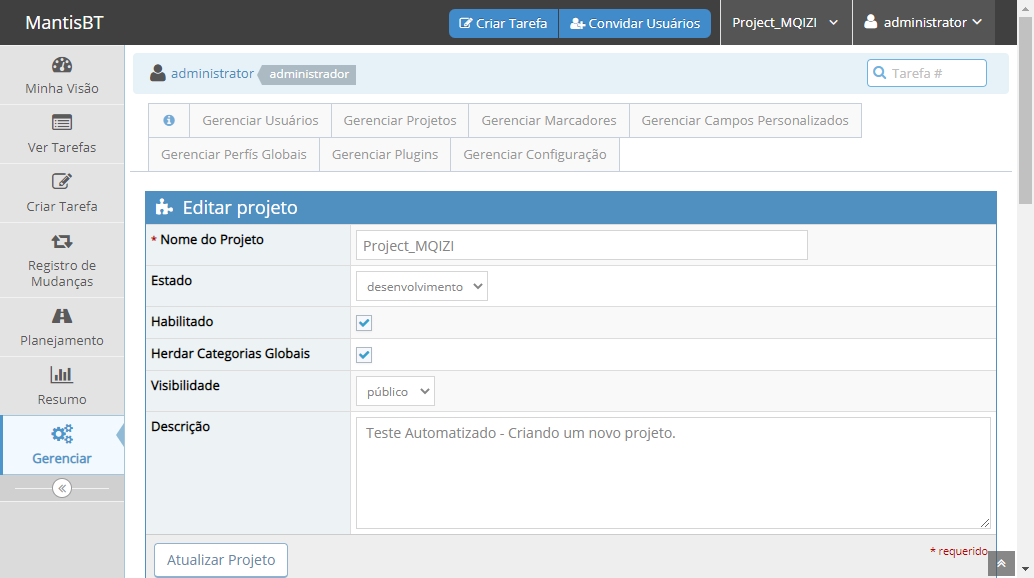 MantisBT
Criar Tarefa
Convidar Usuários
Project_MQIZI
administrator
Minha Visão
Ver Tarefas
Criar Tarefa
Registro de
Mudanças
Planejamento
Resumo
Gerenciar
administrator
administrador
Tarefa #
Gerenciar Usuários
Gerenciar Projetos
Gerenciar Marcadores
Gerenciar Campos Personalizados
Gerenciar Perfís Globais
Gerenciar Plugins
Gerenciar Configuração
Editar projeto
* Nome do Projeto
Project_MQIZI
Estado
desenvolvimento
Habilitado
Herdar Categorias Globais
Visibilidade
público
Descrição
Teste Automatizado - Criando um novo projeto.
Atualizar Projeto
* requerido